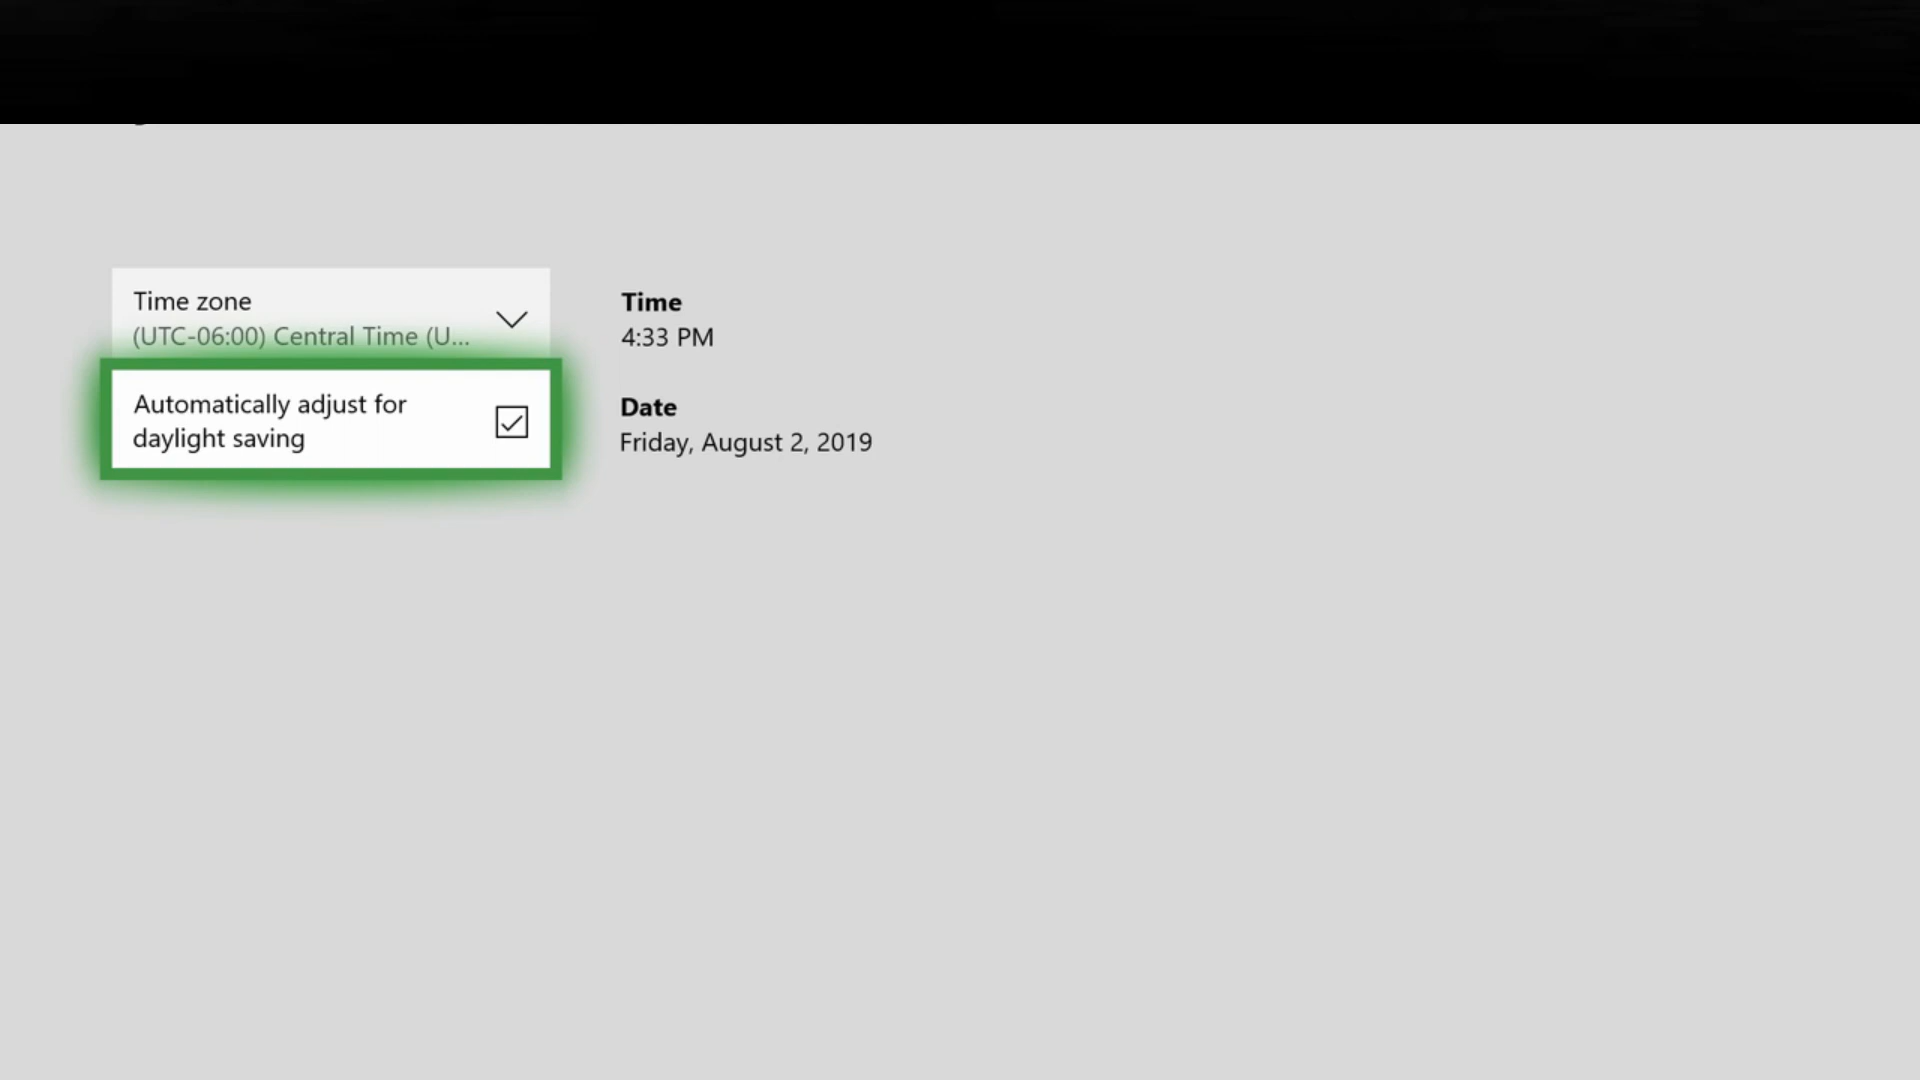 Time zone
(UTC-06:00) Central Time (U...
Automatically adjust for
daylight saving
Time
4:33 PM
Date
Friday, August 2, 2019